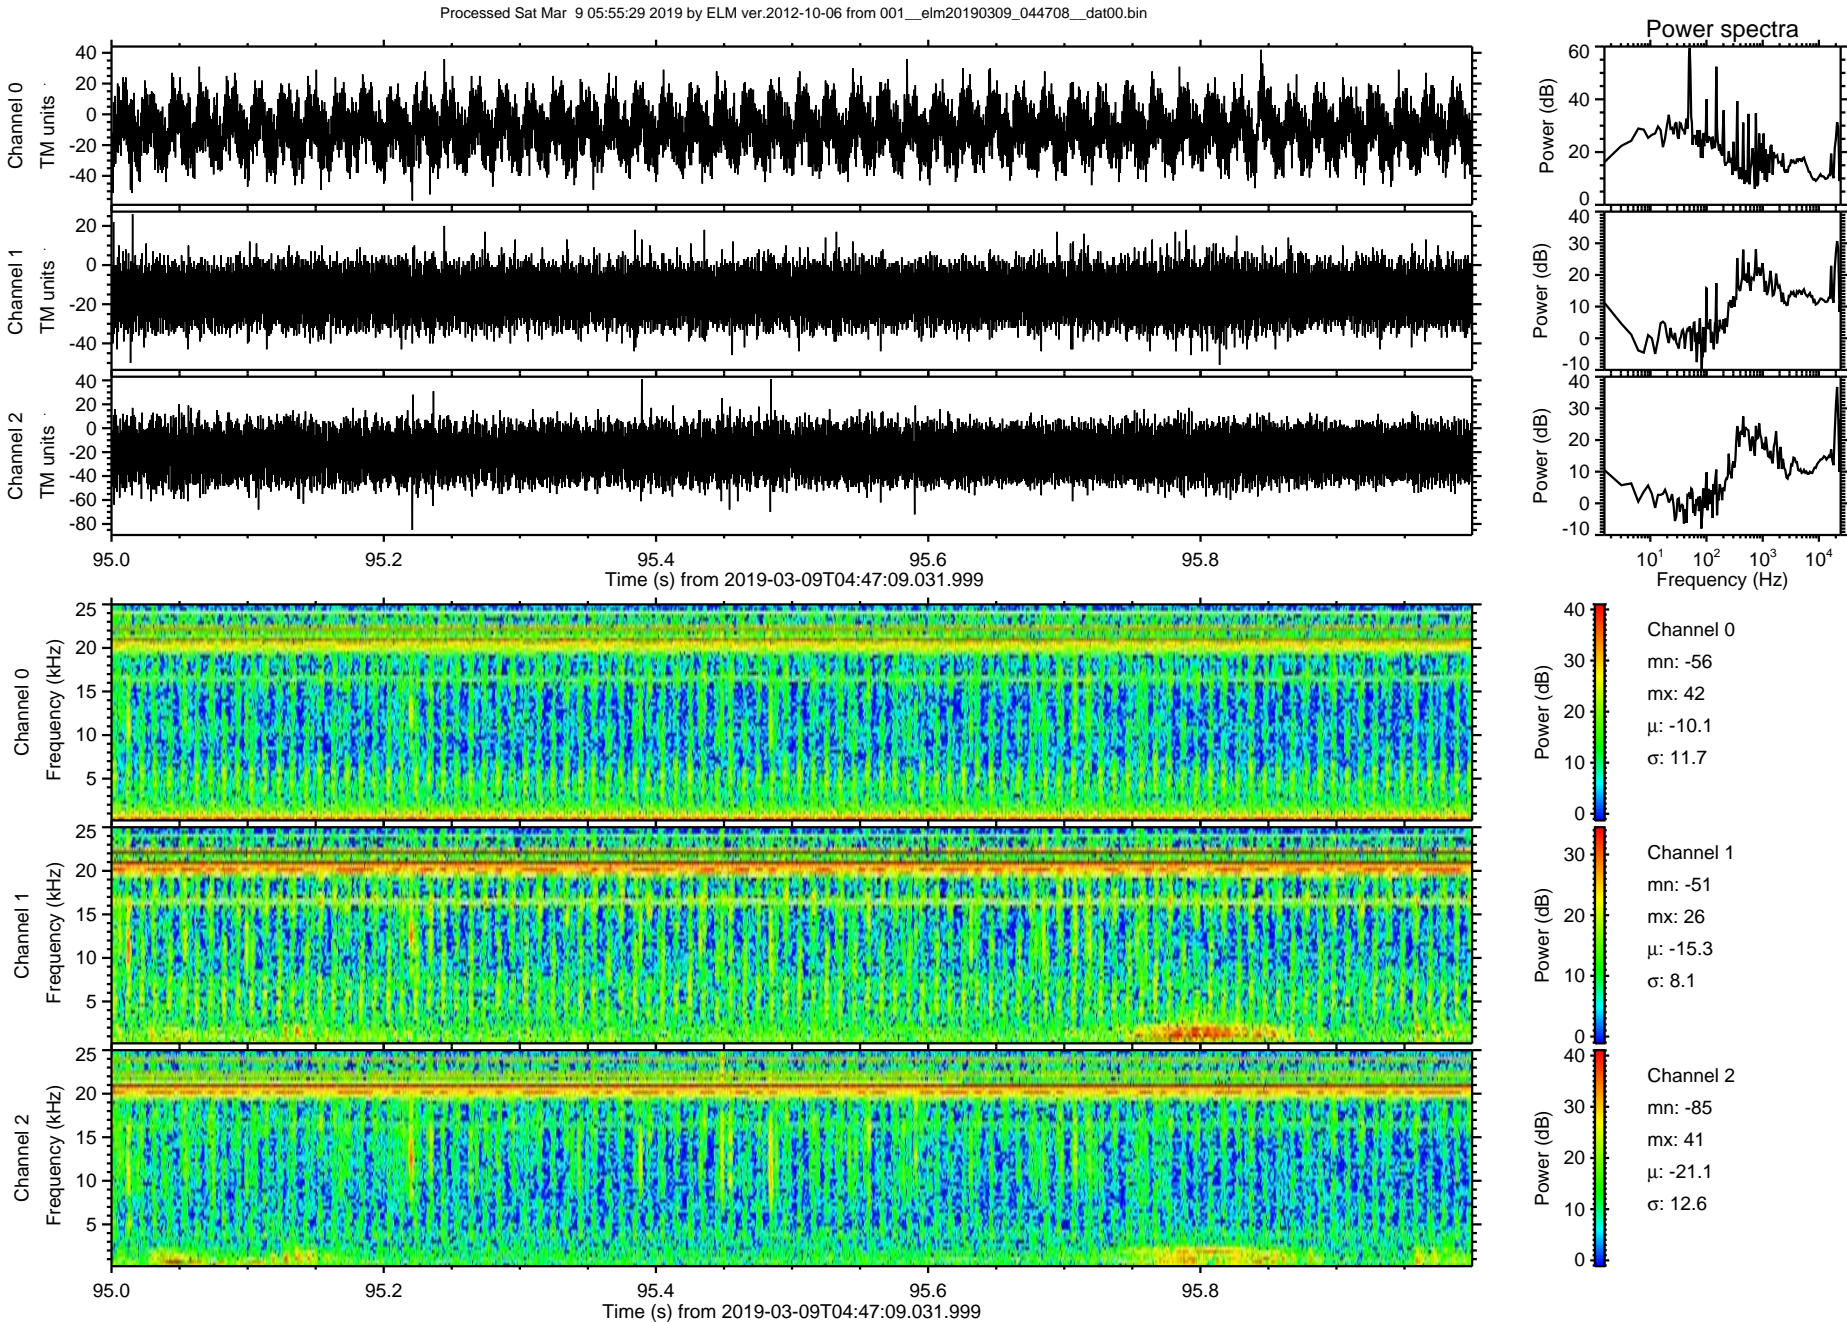 Processed Sat Mar  9 05:55:29 2019 by ELM ver.2012-10-06 from 001__elm20190309_044708__dat00.bin
Power spectra
Channel 0
TM units
40
20
0
-20
-40
Power (dB)
60
40
20
0
Channel 1
TM units
20
0
-20
-40
Power (dB)
40
30
20
10
0
-10
Channel 2
TM units
40
20
0
-20
-40
-60
-80
Power (dB)
40
30
20
10
0
-10
95.0 95.2 95.4 95.6 95.8
Time (s) from 2019-03-09T04:47:09.031.999
10^1 10^2 10^3 10^4
Frequency (Hz)
Channel 0
Frequency (kHz)
25
20
15
10
5
Power (dB)
40
30
20
10
0
Channel 0
mn: -56
mx: 42
μ: -10.1
σ: 11.7
Channel 1
Frequency (kHz)
25
20
15
10
5
Power (dB)
30
20
10
0
Channel 1
mn: -51
mx: 26
μ: -15.3
σ: 8.1
Channel 2
Frequency (kHz)
25
20
15
10
5
Power (dB)
40
30
20
10
0
Channel 2
mn: -85
mx: 41
μ: -21.1
σ: 12.6
95.0 95.2 95.4 95.6 95.8
Time (s) from 2019-03-09T04:47:09.031.999